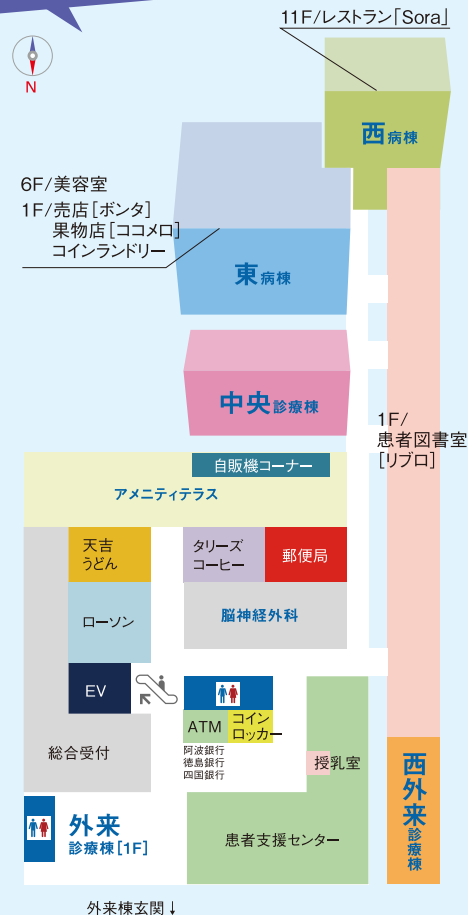 11F/レストラン「Sora」
N
西病棟
6F/美容室
1F/売店[ボンタ]
果物店[ココメロ]
コインランドリー
東病棟
中央診療棟
1F/
患者図書室
[リブロ]
自販機コーナー
アメニティテラス
天吉
うどん
タリーズ
コーヒー
郵便局
ローソン
脳神経外科
EV
ATM
コイン
ロッカー
阿波銀行
徳島銀行
四国銀行
総合受付
授乳室
西外来診療棟
外来
診療棟[1F]
患者支援センター
外来棟玄関↓